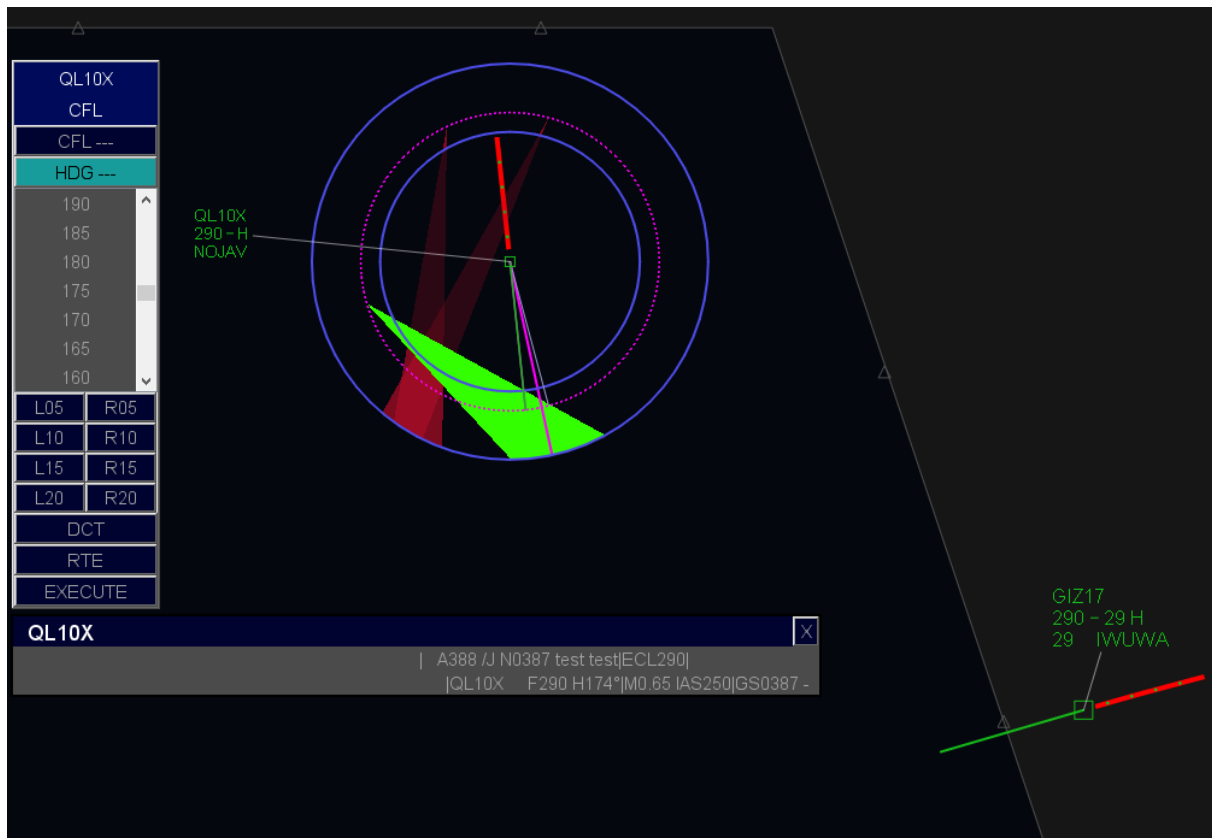 QL10X
CFL
CFL ---
HDG ---
190
185
180
175
170
165
160
L05 R05
L10 R10
L15 R15
L20 R20
DCT
RTE
EXECUTE
QL10X
290 – H
NOJAV
GIZ17
290 – 29 H
29 IWUWA
QL10X X
| A388 /J N0387 test test|ECL290|
|QL10X F290 H174°|M0.65 IAS250|GS0387 -